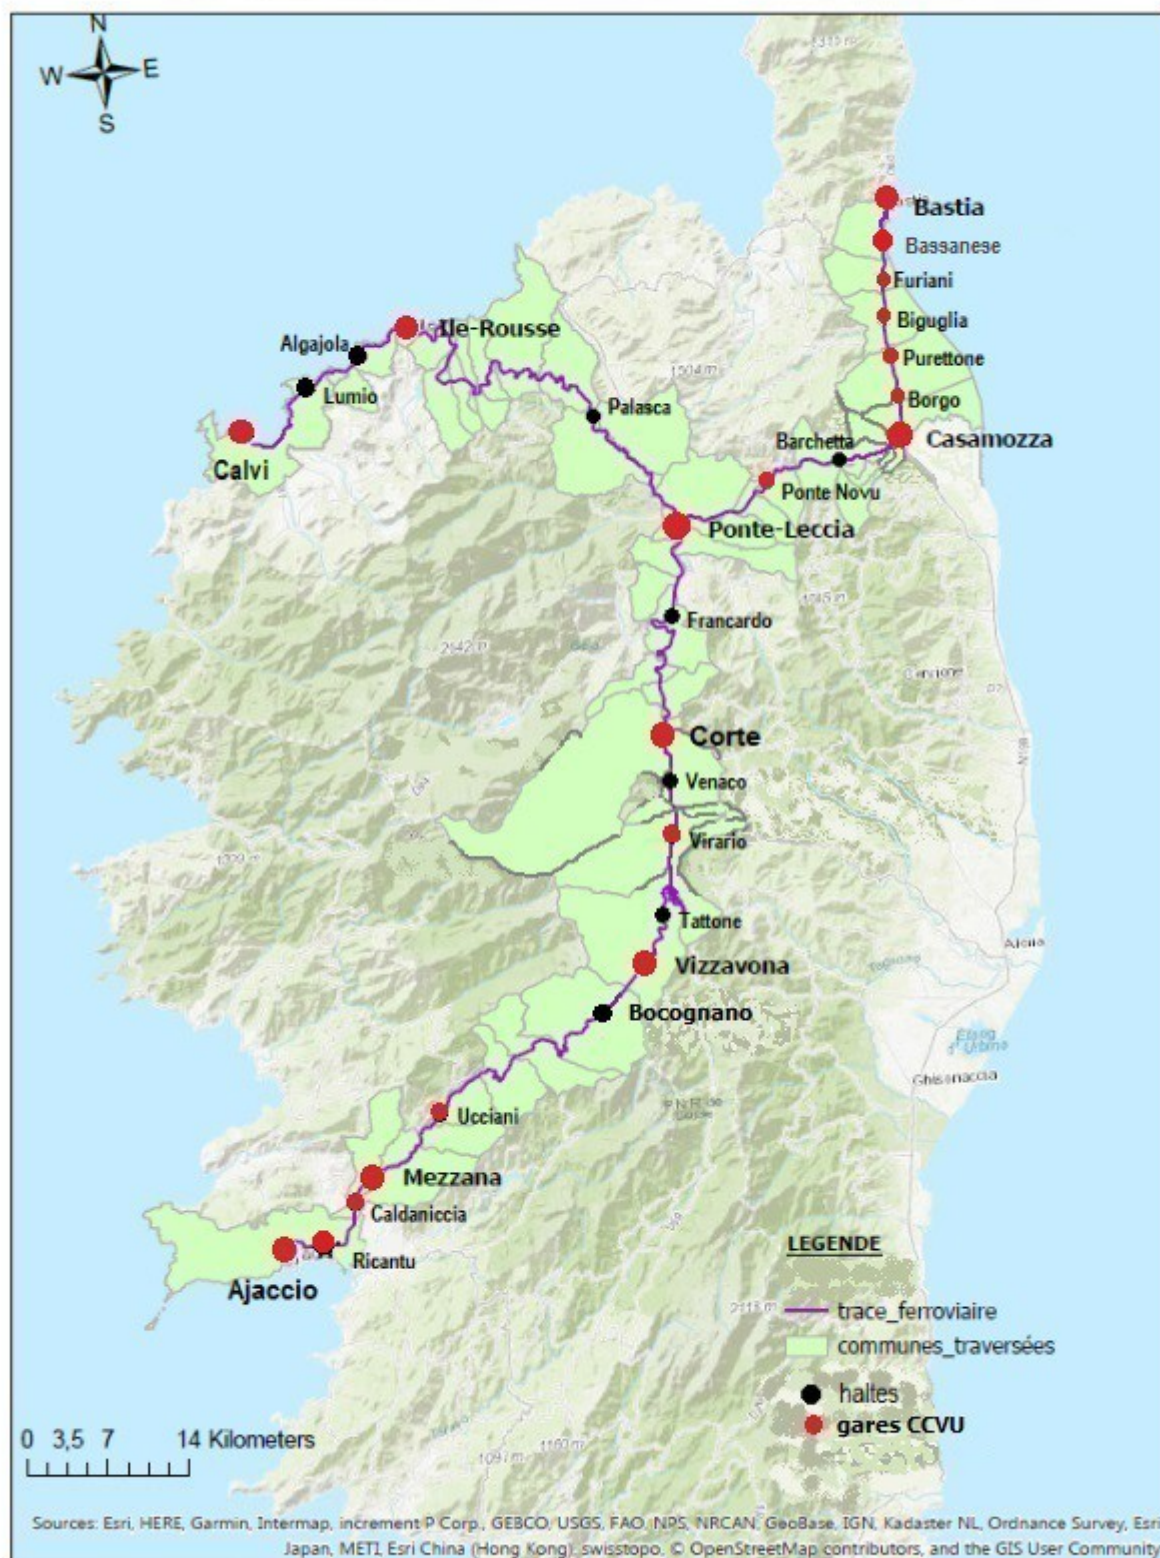 N
W E
S
1319 m
Bastia
Bassanese
Furiani
Ile-Rousse
Biguglia
Algajola
Purettone
1504 m
Lumio
Borgo
Palasca
Barchetta
Casamozza
Calvi
Ponte Novu
Ponte-Leccia
Francardo
Corte
Venaco
Virario
Tattone
Vizzavona
Bocognano
Ghisonaccia
Ucciani
Mezzana
Caldaniccia
Ricantu
Ajaccio
LEGENDE
trace_ferroviaire
communes_traversées
haltes
gares CCVU
0 3,5 7 14 Kilometers
Sources: Esri, HERE, Garmin, Intermap, increment P Corp., GEBCO, USGS, FAO, NPS, NRCAN, GeoBase, IGN, Kadaster NL, Ordnance Survey, Esri
Japan, METI, Esri China (Hong Kong), swisstopo, © OpenStreetMap contributors, and the GIS User Community